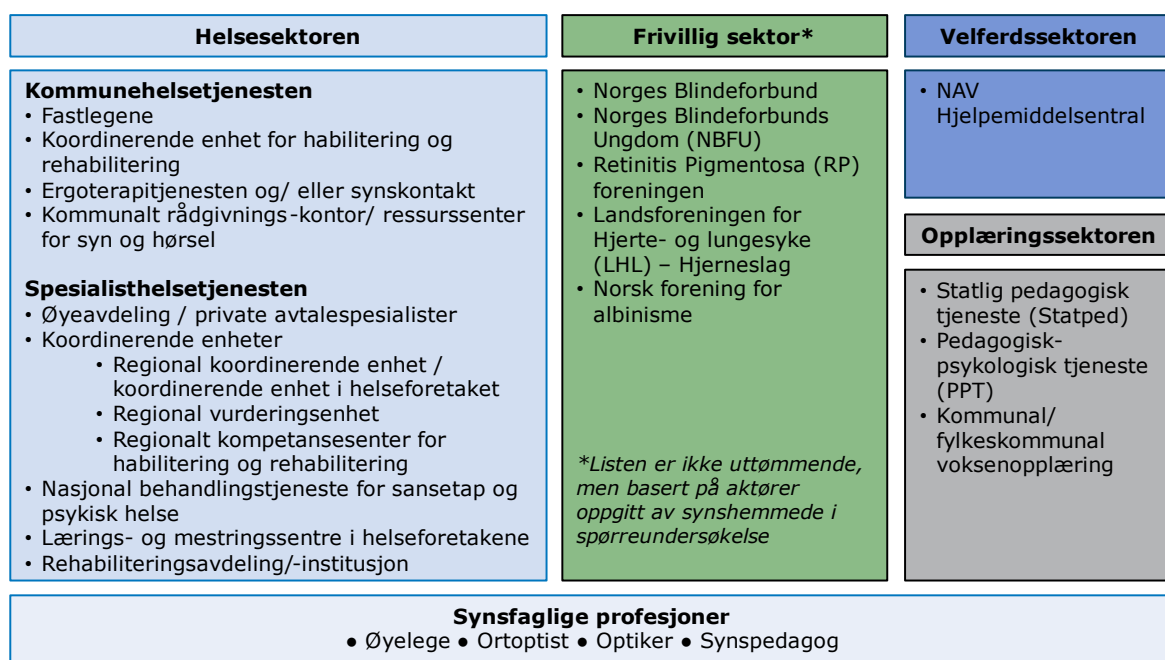 Helsesektoren
Kommunehelsetjenesten
• Fastlegene
• Koordinerende enhet for habilitering og
rehabilitering
• Ergoterapitjenesten og/ eller synskontakt
• Kommunalt rådgivnings-kontor/ ressurssenter
for syn og hørsel
Spesialisthelsetjenesten
• Øyeavdeling / private avtalespesialister
• Koordinerende enheter
• Regional koordinerende enhet /
koordinerende enhet i helseforetaket
• Regional vurderingsenhet
• Regionalt kompetansesenter for
habilitering og rehabilitering
• Nasjonal behandlingstjeneste for sansetap og
psykisk helse
• Lærings- og mestringssentre i helseforetakene
• Rehabiliteringsavdeling/-institusjon
Frivillig sektor*
• Norges Blindeforbund
• Norges Blindeforbunds
Ungdom (NBFU)
• Retinitis Pigmentosa (RP)
foreningen
• Landsforeningen for
Hjerte- og lungesyke
(LHL) – Hjerneslag
• Norsk forening for
albinisme
*Listen er ikke uttømmende,
men basert på aktører
oppgitt av synshemmede i
spørreundersøkelse
Velferdssektoren
• NAV
Hjelpemiddelsentral
Opplæringssektoren
• Statlig pedagogisk
tjeneste (Statped)
• Pedagogisk-
psykologisk tjeneste
(PPT)
• Kommunal/
fylkeskommunal
voksenopplæring
Synsfaglige profesjoner
● Øyelege ● Ortoptist ● Optiker ● Synspedagog